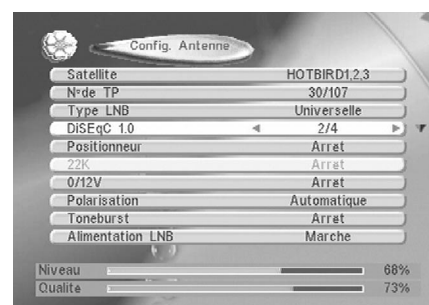 Config. Antenne
Satellite HOTBIRD1,2,3
N°de TP 30/107
Type LNB Universelle
DiSEqC 1.0 2/4
Positionneur Arret
22K Arret
0/12V Arret
Polarisation Automatique
Toneburst Arret
Alimentation LNB Marche
Niveau 68%
Qualite 73%